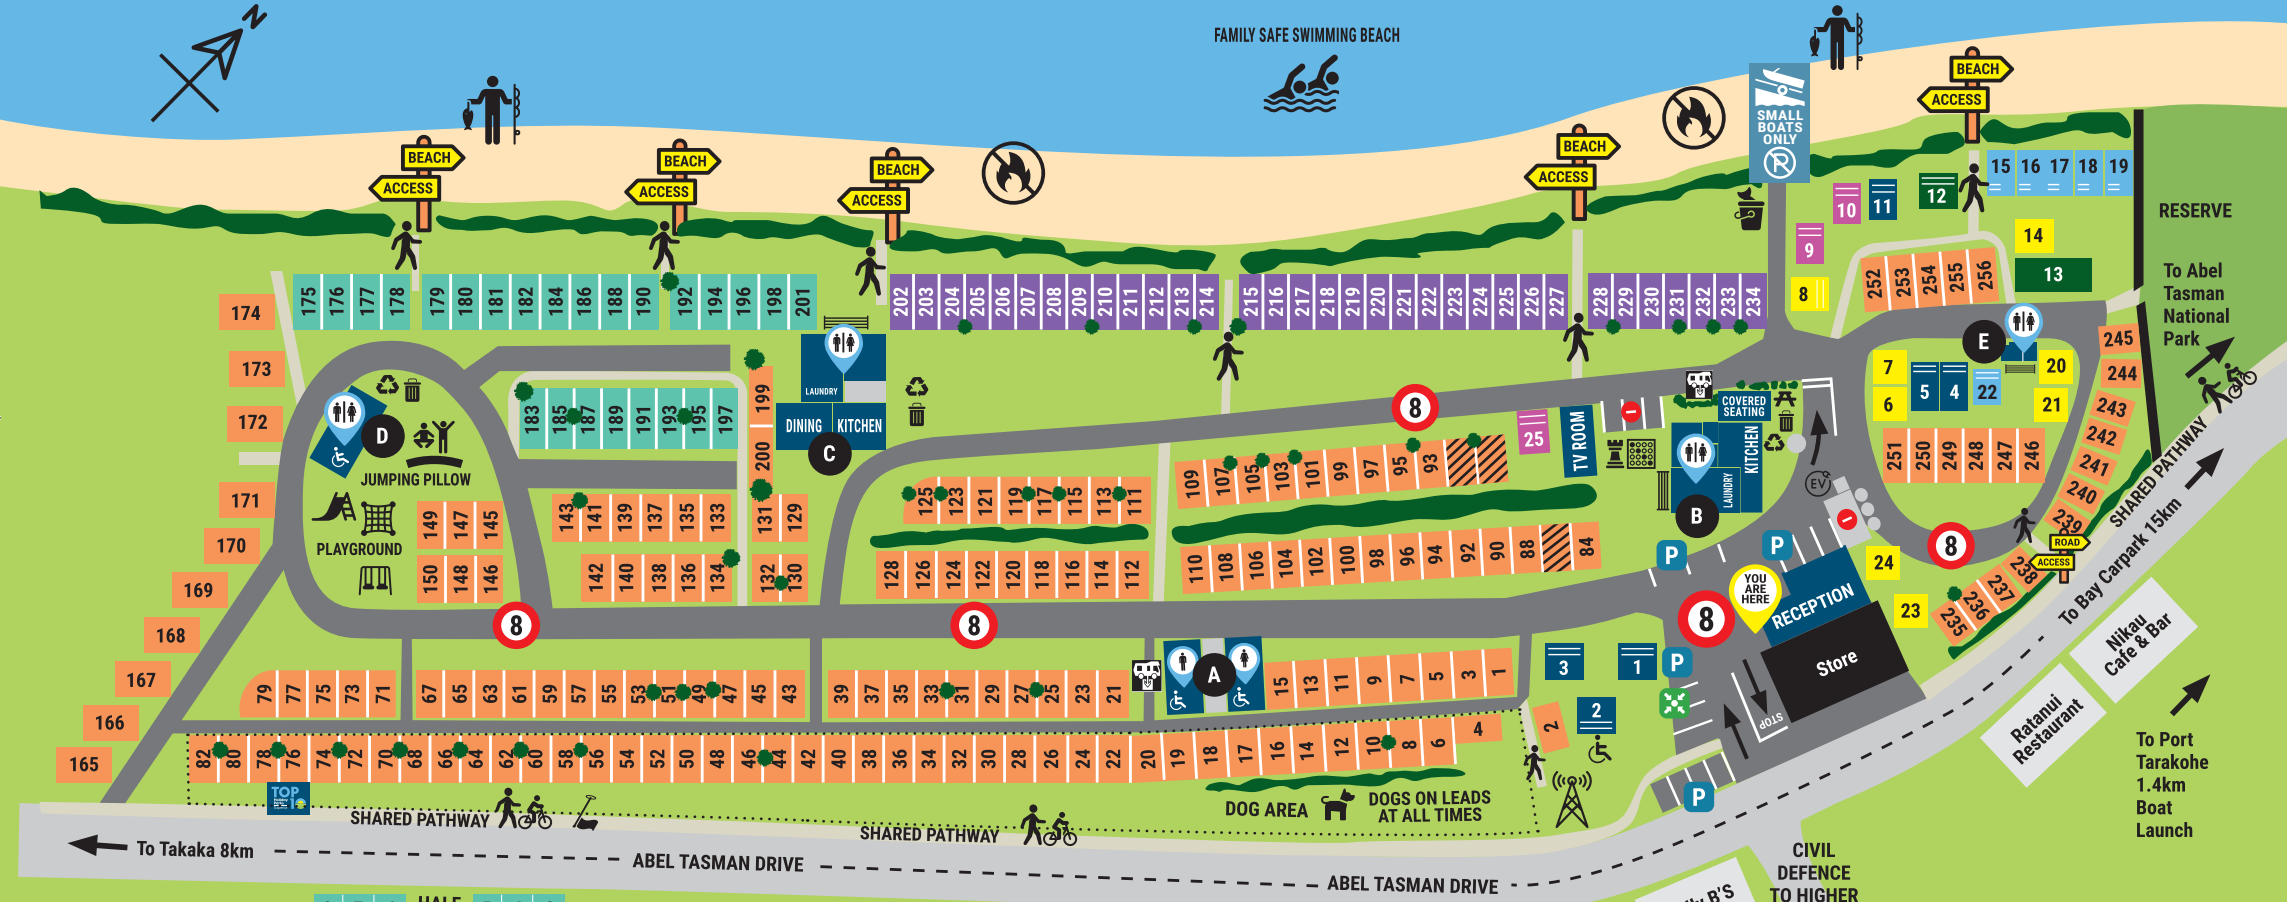 N
FAMILY SAFE SWIMMING BEACH
BEACH
ACCESS
BEACH
ACCESS
BEACH
ACCESS
BEACH
ACCESS
BEACH
ACCESS
SMALL
BOATS
ONLY
P
15 16 17 18 19
10 11 12
9
14
13
8
RESERVE
To Abel
Tasman
National
Park
252 253 254 255 256
174
175 176 177 178
179 180 181 182 184 186 188 190
192 194 196 198 201
202 203 204 205 206 207 208 209 210 211 212 213 214
215 216 217 218 219 220 221 222 223 224 225 226 227
228 229 230 231 232 233 234
173
172
171
170
169
168
167
166
165
D
JUMPING PILLOW
PLAYGROUND
183 185 187 189 191 193 195 197
199
200
LAUNDRY
DINING KITCHEN
C
8
25
TV ROOM
COVERED
SEATING
KITCHEN
LAUNDRY
B
EV
E
7
6
5 4 22
20
21
251 250 249 248 247 246
245
244
243
242
241
240
239
238
237
236
235
8
ROAD
ACCESS
SHARED PATHWAY
To Bay Carpark 15km
149 147 145
150 148 146
143 141 139 137 135 133
142 140 138 136 134
131 129
132 130
125 123 121 119 117 115 113 111
128 126 124 122 120 118 116 114 112
109 107 105 103 101 99 97 95 93
110 108 106 104 102 100 98 96 94 92 90 88 84
P
P
24
23
YOU
ARE
HERE
RECEPTION
Store
8
8
8
3
1
P
2
STOP
P
79 77 75 73 71
67 65 63 61 59 57 55 53 51 49 47 45 43
39 37 35 33 31 29 27 25 23 21
A
15 13 11 9 7 5 3 1
82 80 78 76 74 72 70 68 66 64 62 60 58 56 54 52 50 48 46 44 42 40 38 36 34 32 30 28 26 24 22 20 19 18 17 16 14 12 10 8 6 4
2
TOP
10
DOG AREA
DOGS ON LEADS
AT ALL TIMES
SHARED PATHWAY
SHARED PATHWAY
To Takaka 8km
ABEL TASMAN DRIVE
ABEL TASMAN DRIVE
Nikau
Cafe & Bar
Ratanui
Restaurant
To Port
Tarakohe
1.4km
Boat
Launch
CIVIL
DEFENCE
TO HIGHER
B'S